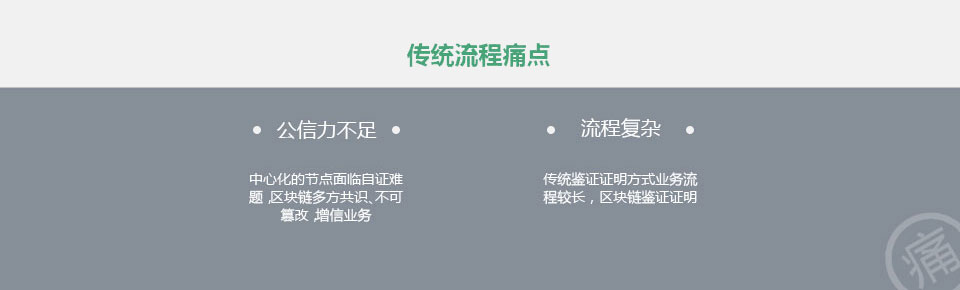 传统流程痛点
公信力不足
中心化的节点面临自证难
题，区块链多方共识、不可
篡改，增信业务
流程复杂
传统鉴证证明方式业务流
程较长，区块链鉴证证明
痛